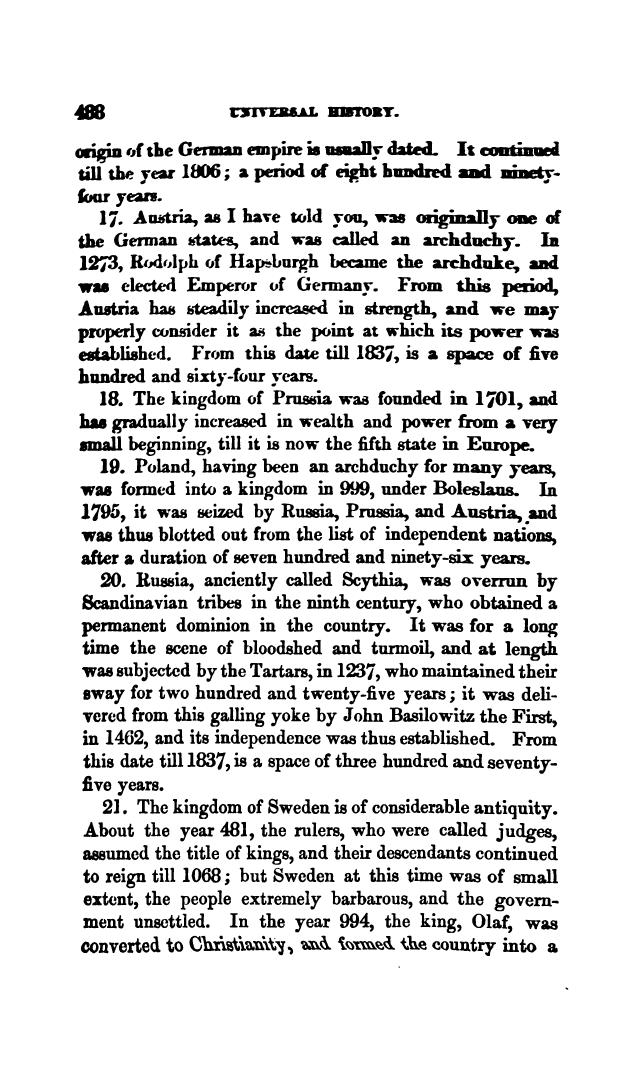 488 UNIVERSAL HISTORY.
origin of the German empire is usually dated. It continued
till the year 1806; a period of eight hundred and ninety-
four years.
17. Austria, as I have told you, was originally one of
the German states, and was called an archduchy. In
1273, Rodolph of Hapsburgh became the archduke, and
was elected Emperor of Germany. From this period,
Austria has steadily increased in strength, and we may
properly consider it as the point at which its power was
established. From this date till 1837, is a space of five
hundred and sixty-four years.
18. The kingdom of Prussia was founded in 1701, and
has gradually increased in wealth and power from a very
small beginning, till it is now the fifth state in Europe.
19. Poland, having been an archduchy for many years,
was formed into a kingdom in 999, under Boleslaus. In
1795, it was seized by Russia, Prussia, and Austria, and
was thus blotted out from the list of independent nations,
after a duration of seven hundred and ninety-six years.
20. Russia, anciently called Scythia, was overrun by
Scandinavian tribes in the ninth century, who obtained a
permanent dominion in the country. It was for a long
time the scene of bloodshed and turmoil, and at length
was subjected by the Tartars, in 1237, who maintained their
sway for two hundred and twenty-five years; it was deli-
vered from this galling yoke by John Basilowitz the First,
in 1462, and its independence was thus established. From
this date till 1837, is a space of three hundred and seventy-
five years.
21. The kingdom of Sweden is of considerable antiquity.
About the year 481, the rulers, who were called judges,
assumed the title of kings, and their descendants continued
to reign till 1068; but Sweden at this time was of small
extent, the people extremely barbarous, and the govern-
ment unsettled. In the year 994, the king, Olaf, was
converted to Christianity, and formed the country into a